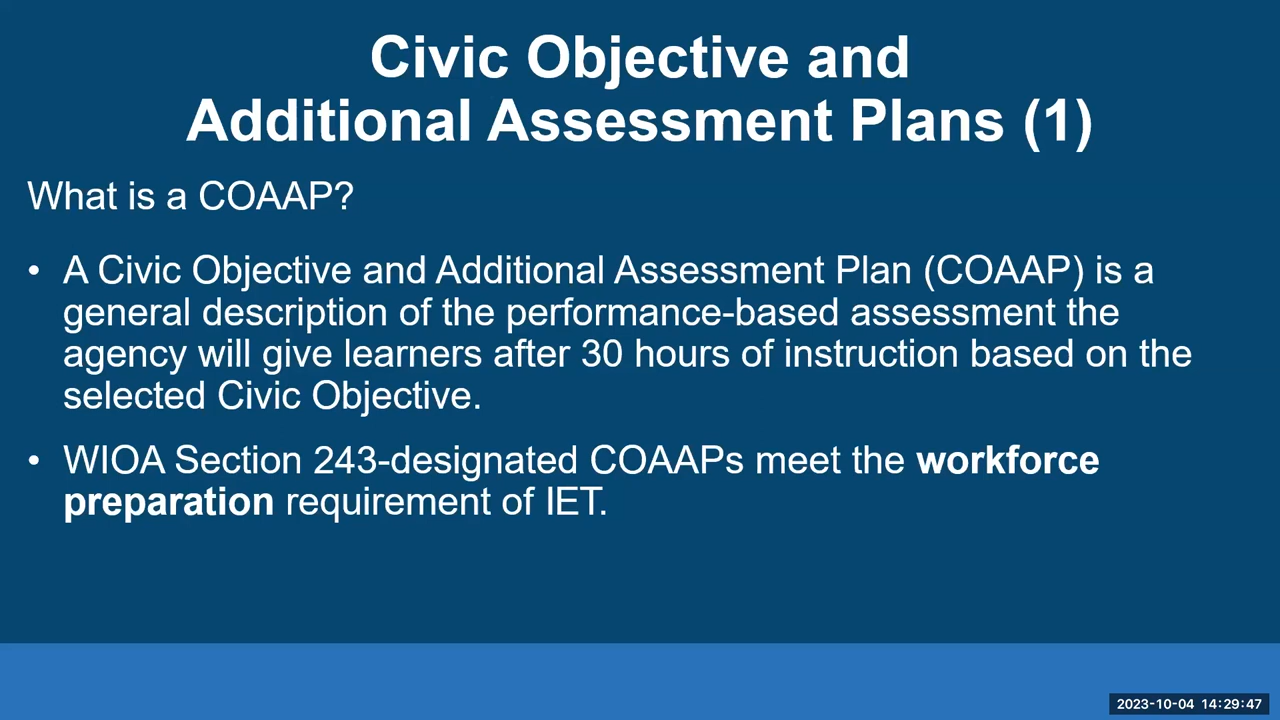 Civic Objective and
Additional Assessment Plans (1)
What is a COAAP?
• A Civic Objective and Additional Assessment Plan (COAAP) is a
general description of the performance-based assessment the
agency will give learners after 30 hours of instruction based on the
selected Civic Objective.
• WIOA Section 243-designated COAAPs meet the workforce
preparation requirement of IET.
2023-10-04 14:29:47